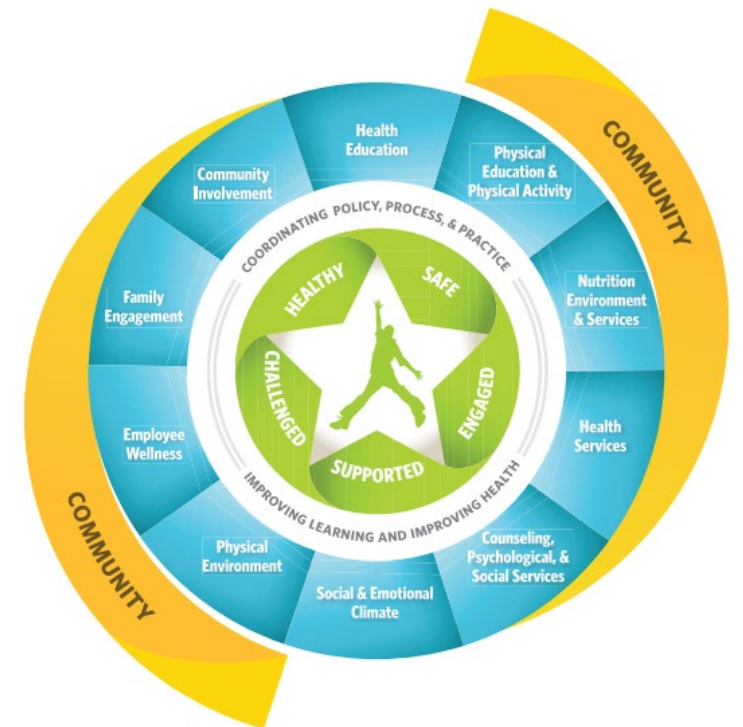 COMMUNITY
Health
Education
Physical
Education &
Physical Activity
Nutrition
Environment
& Services
Health
Services
Counseling,
Psychological, &
Social Services
Social & Emotional
Climate
Physical
Environment
Employee
Wellness
Family
Engagement
Community
Involvement
COORDINATING POLICY, PROCESS, & PRACTICE
IMPROVING LEARNING AND IMPROVING HEALTH
HEALTHY
SAFE
ENGAGED
SUPPORTED
CHALLENGED
COMMUNITY